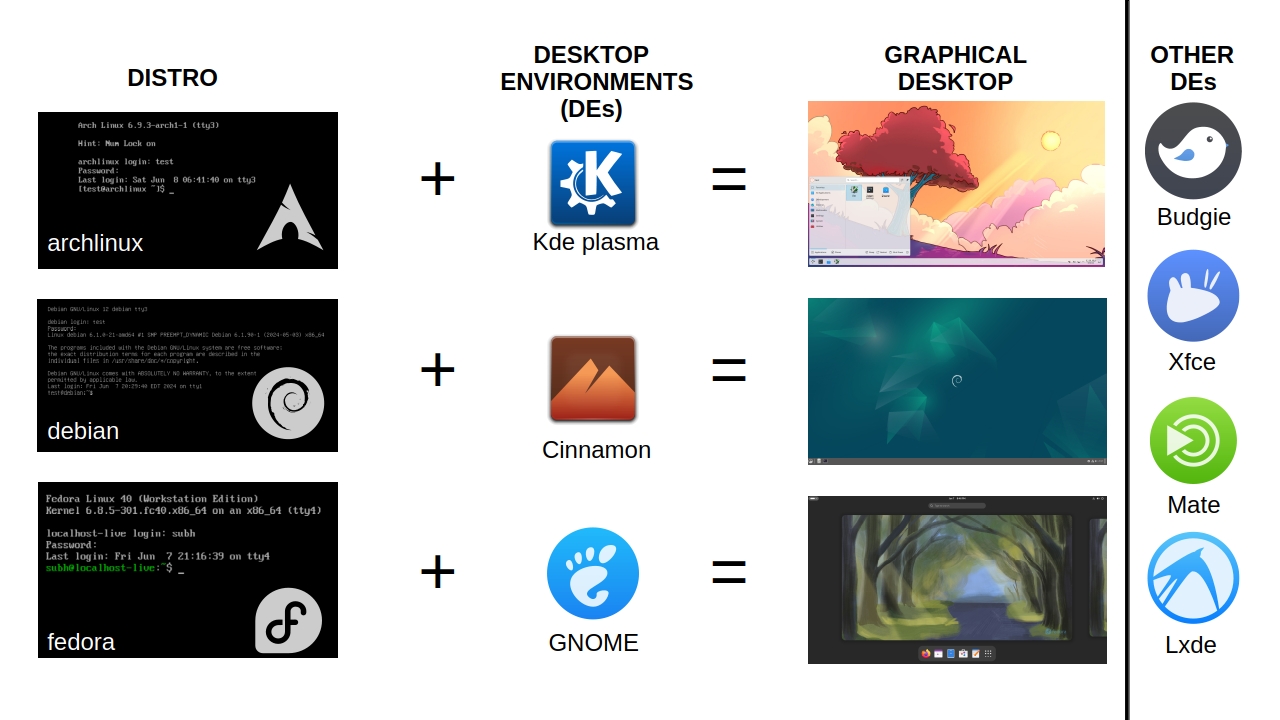 DISTRO
DESKTOP
ENVIRONMENTS
(DEs)
GRAPHICAL
DESKTOP
OTHER
DEs
Arch Linux 6.9.3-arch1-1 (tty3)
Hint: Num Lock on
archlinux login: test
Password:
Last login: Sat Jun  8 06:41:40 on tty3
[test@archlinux ~]$ _
archlinux
+
Kde plasma
=
Budgie
Debian GNU/Linux 12 debian tty3
debian login: test
Password:
Linux debian 6.1.0-21-amd64 #1 SMP PREEMPT_DYNAMIC Debian 6.1.90-1 (2024-05-03) x86_64
The programs included with the Debian GNU/Linux system are free software;
the exact distribution terms for each program are described in the
individual files in /usr/share/doc/*/copyright.
Debian GNU/Linux comes with ABSOLUTELY NO WARRANTY, to the extent
permitted by applicable law.
Last login: Fri Jun  7 20:29:40 EDT 2024 on tty1
test@debian:~$
debian
+
Cinnamon
=
Xfce
Mate
Fedora Linux 40 (Workstation Edition)
Kernel 6.8.5-301.fc40.x86_64 on an x86_64 (tty4)
localhost-live login: subh
Password:
Last login: Fri Jun  7 21:16:39 on tty4
subh@localhost-live:~$ _
fedora
+
GNOME
=
Lxde